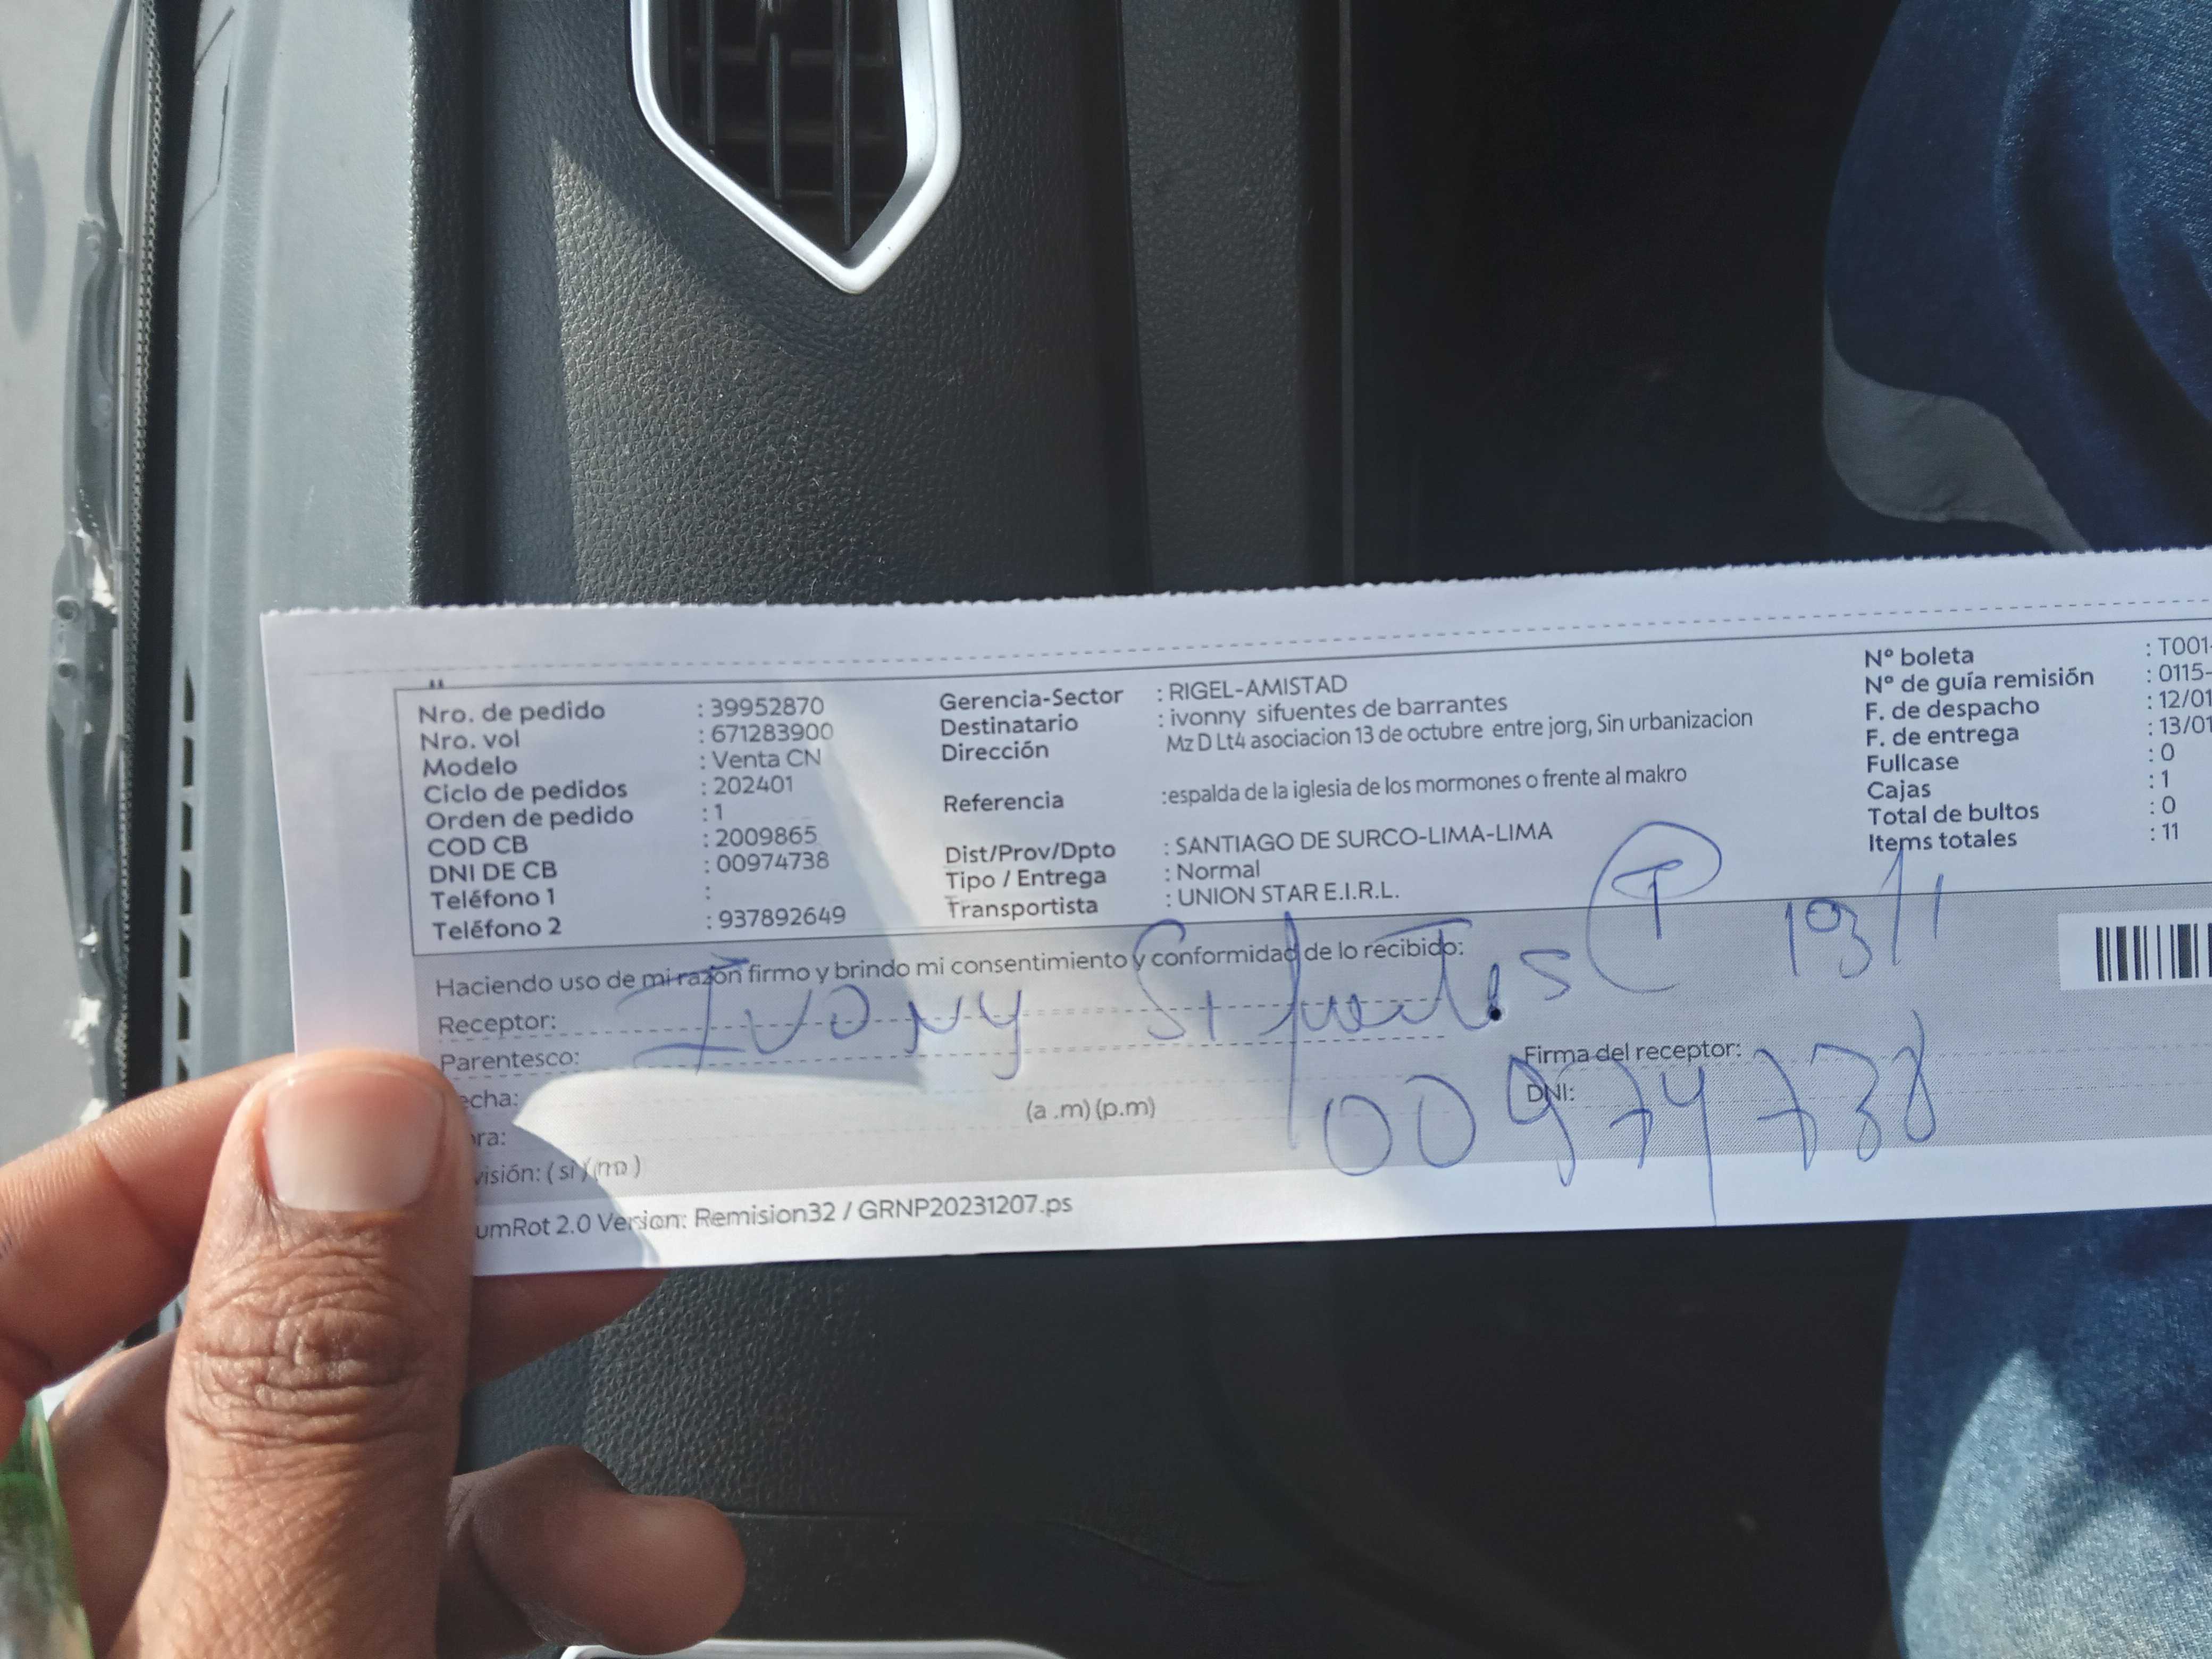 Nro. de pedido : 39952870
Nro. vol : 671283900
Modelo : Venta CN
Ciclo de pedidos : 202401
Orden de pedido : 1
COD CB : 2009865
DNI DE CB : 00974738
Teléfono 1 :
Teléfono 2 : 937892649
Gerencia-Sector : RIGEL-AMISTAD
Destinatario : ivonny sifuentes de barrantes
Dirección Mz D Lt4 asociacion 13 de octubre entre jorg, Sin urbanizacion
Referencia :espalda de la iglesia de los mormones o frente al makro
Dist/Prov/Dpto : SANTIAGO DE SURCO-LIMA-LIMA
Tipo / Entrega : Normal
Transportista : UNION STAR E.I.R.L.
Nº boleta : T001-
Nº de guía remisión : 0115-
F. de despacho : 12/01
F. de entrega : 13/01
Fullcase : 0
Cajas : 1
Total de bultos : 0
Items totales : 11
Haciendo uso de mi razón firmo y brindo mi consentimiento y conformidad de lo recibido:
T 13/1
Receptor: Ivony Sifuentes
Parentesco:
echa:
ra: (a .m) (p.m)
visión: ( si )( no )
Firma del receptor:
DNI: 00974738
umRot 2.0 Version: Remision32 / GRNP20231207.ps